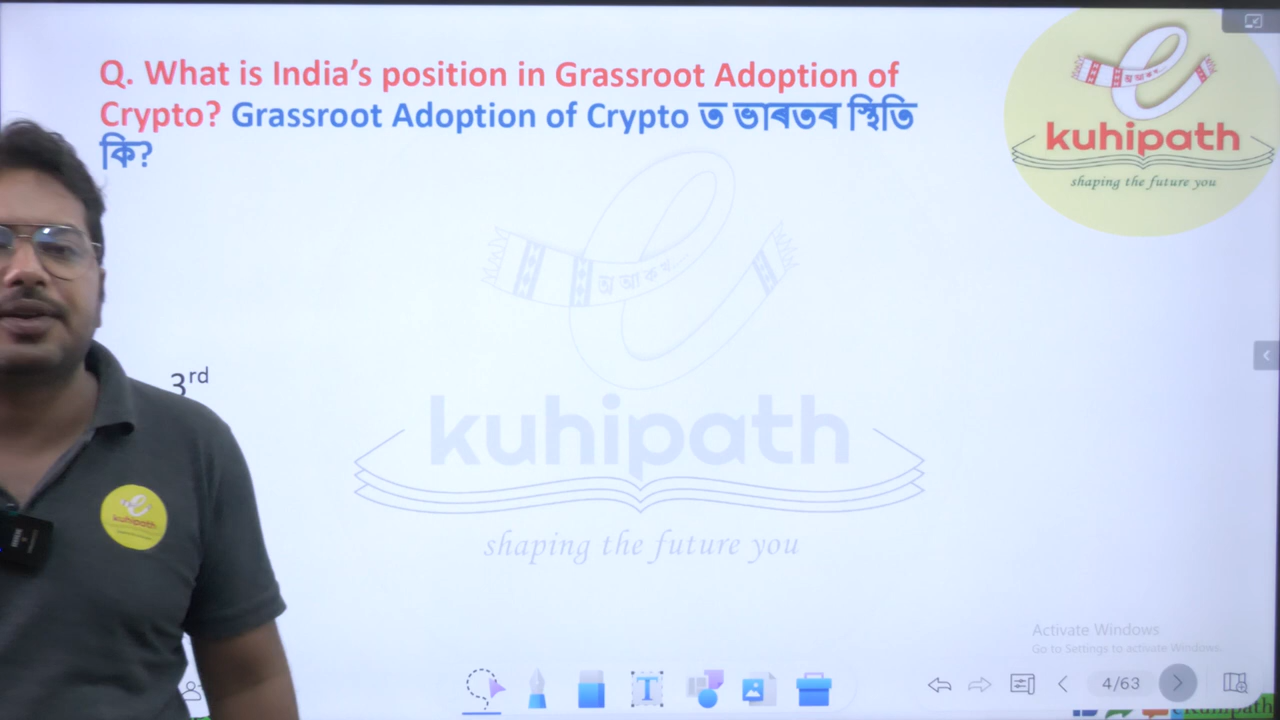 Q. What is India's position in Grassroot Adoption of
Crypto? Grassroot Adoption of Crypto ত ভাৰতৰ স্থিতি
কি?
kuhipath
shaping the future you
অ আ ক খ...
3rd
kuhipath
shaping the future you
kuhipath
Activate Windows
Go to Settings to activate Windows.
T
4/63